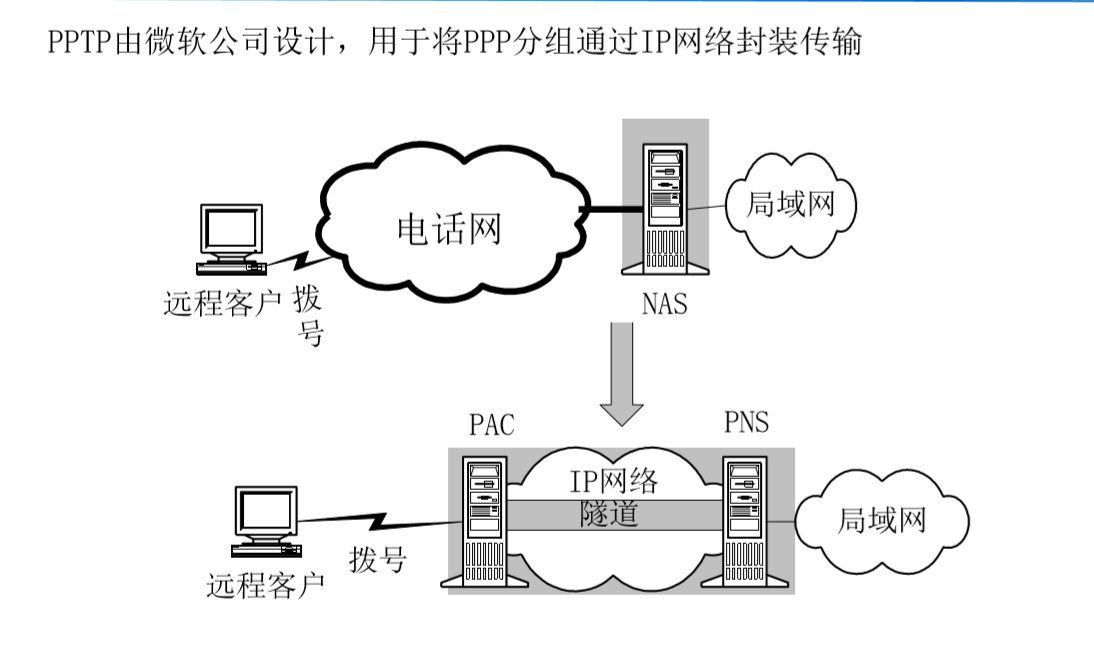 PPTP由微软公司设计，用于将PPP分组通过IP网络封装传输
电话网
局域网
远程客户
拨
号
NAS
PAC
PNS
IP网络
隧道
局域网
拨号
远程客户